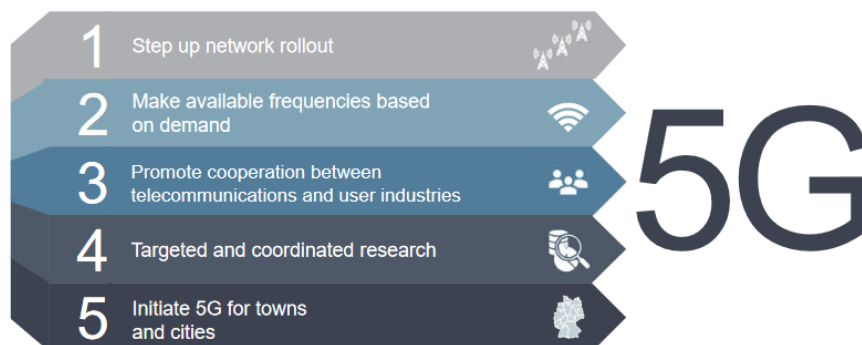 1
Step up network rollout
2
Make available frequencies based
on demand
3
Promote cooperation between
telecommunications and user industries
4
Targeted and coordinated research
5
Initiate 5G for towns
and cities
5G